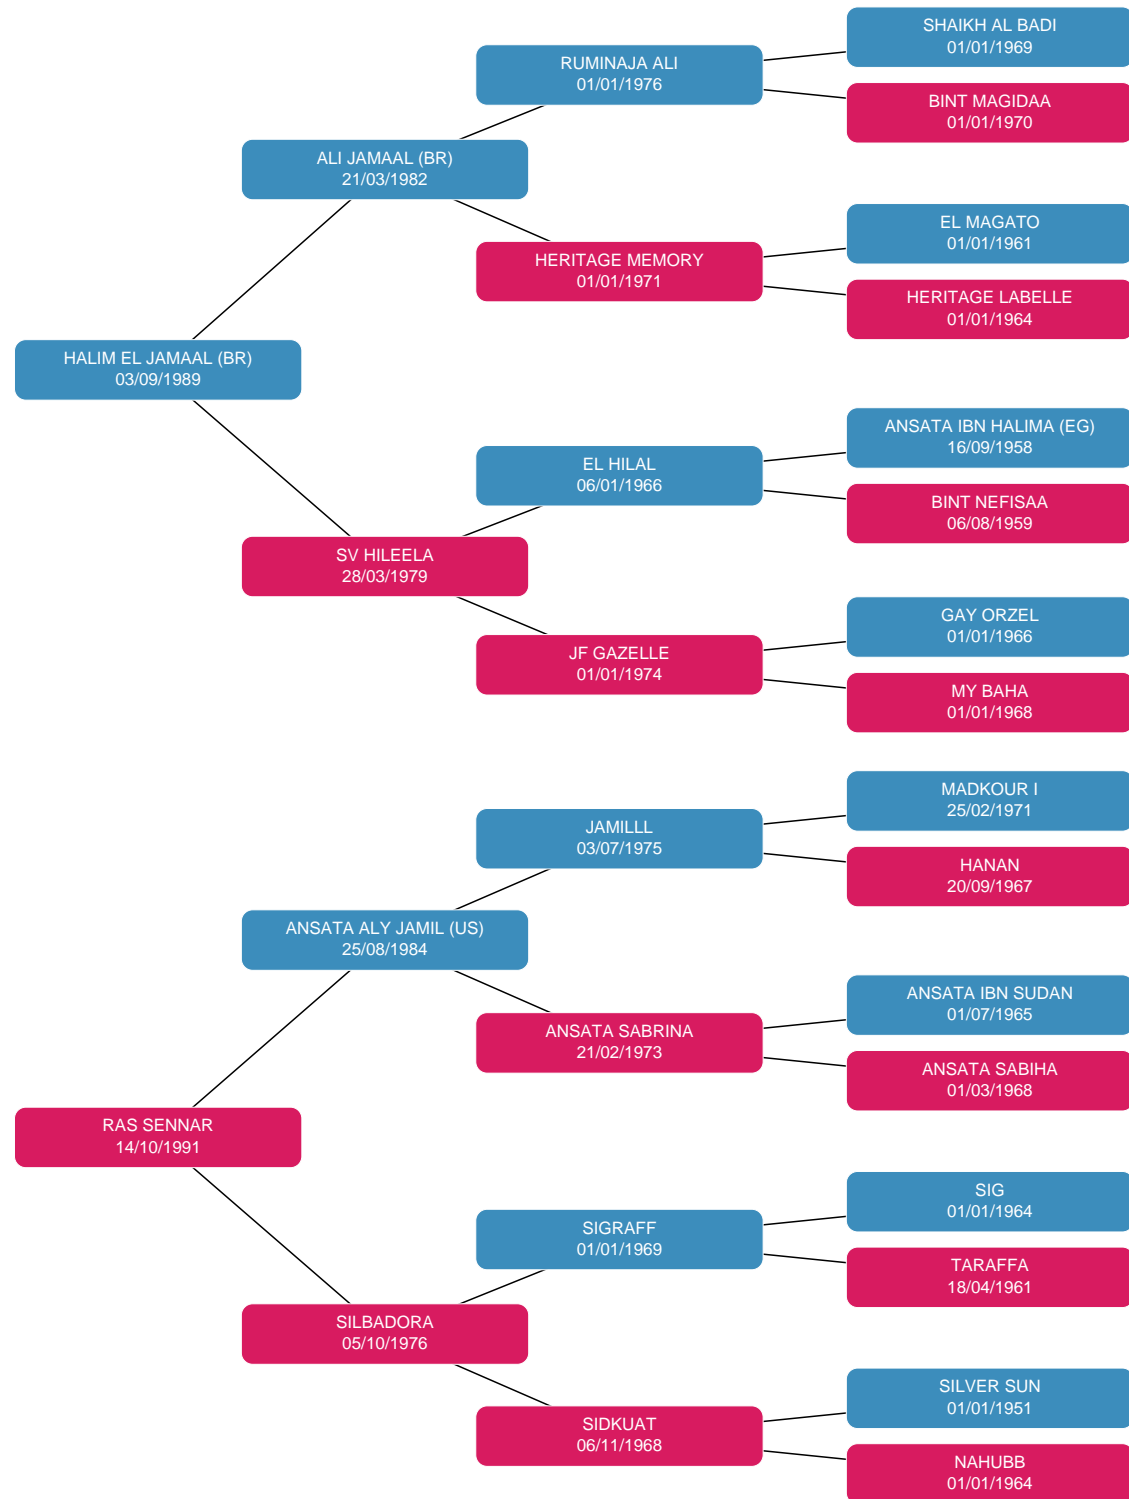 SHAIKH AL BADI
01/01/1969
RUMINAJA ALI
01/01/1976
BINT MAGIDAA
01/01/1970
ALI JAMAAL (BR)
21/03/1982
EL MAGATO
01/01/1961
HERITAGE MEMORY
01/01/1971
HERITAGE LABELLE
01/01/1964
HALIM EL JAMAAL (BR)
03/09/1989
ANSATA IBN HALIMA (EG)
16/09/1958
EL HILAL
06/01/1966
BINT NEFISAA
06/08/1959
SV HILEELA
28/03/1979
GAY ORZEL
01/01/1966
JF GAZELLE
01/01/1974
MY BAHA
01/01/1968
MADKOUR I
25/02/1971
JAMILLL
03/07/1975
HANAN
20/09/1967
ANSATA ALY JAMIL (US)
25/08/1984
ANSATA IBN SUDAN
01/07/1965
ANSATA SABRINA
21/02/1973
ANSATA SABIHA
01/03/1968
RAS SENNAR
14/10/1991
SIG
01/01/1964
SIGRAFF
01/01/1969
TARAFFA
18/04/1961
SILBADORA
05/10/1976
SILVER SUN
01/01/1951
SIDKUAT
06/11/1968
NAHUBB
01/01/1964